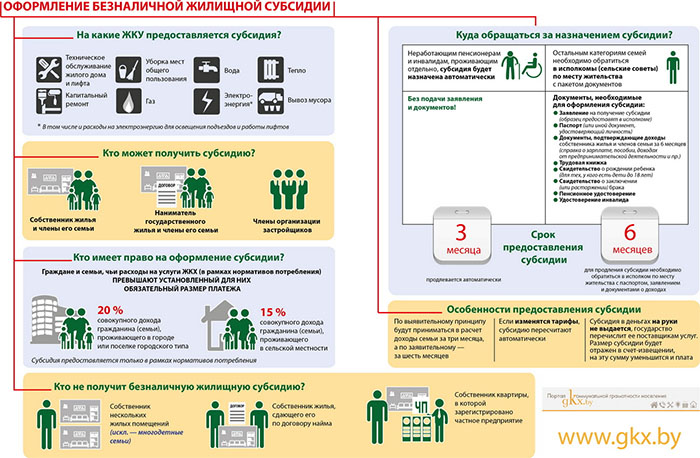 ОФОРМЛЕНИЕ БЕЗНАЛИЧНОЙ ЖИЛИЩНОЙ СУБСИДИИ
На какие ЖКУ предоставляется субсидия?
Техническое
обслуживание
жилого дома
и лифта
Уборка мест
общего
пользования
Вода
Тепло
Капитальный
ремонт
Газ
Электро-
энергия*
Вывоз мусора
* В том числе и расходы на электроэнергию для освещения подъездов и работы лифтов
Кто может получить субсидию?
Собственник жилья
и члены его семьи
ДОГОВОР
Наниматель
государственного
жилья и члены его семьи
Члены организации
застройщиков
Кто имеет право на оформление субсидии?
Граждане и семьи, чьи расходы на услуги ЖКХ (в рамках нормативов потребления)
ПРЕВЫШАЮТ УСТАНОВЛЕННЫЙ ДЛЯ НИХ
ОБЯЗАТЕЛЬНЫЙ РАЗМЕР ПЛАТЕЖА
20 %
совокупного дохода
гражданина (семьи),
проживающего в городе
или поселке городского типа
15 %
совокупного дохода
гражданина (семьи),
проживающего
в сельской местности
Субсидия предоставляется только в рамках нормативов потребления
Кто не получит безналичную жилищную субсидию?
Собственник
нескольких
жилых помещений
(искл. — многодетные
семьи)
ДОГОВОР
Собственник жилья,
сдающего его
по договору найма
ЧП
Собственник квартиры,
в которой
зарегистрировано
частное предприятие
Куда обращаться за назначением субсидии?
Неработающим пенсионерам
и инвалидам, проживающим
отдельно, субсидия будет
назначена автоматически
Остальным категориям семей
необходимо обратиться
в исполкомы (сельские советы)
по месту жительства
с пакетом документов
Без подачи заявления
и документов!
Документы, необходимые
для оформления субсидии:
Заявление на получение субсидии
(образец предоставят в исполкоме)
Паспорт (или иной документ,
удостоверяющий личность)
Документы, подтверждающие доходы
собственника жилья и членов семьи за 6 месяцев
(справка о зарплате, пособии, доходах
от предпринимательской деятельности и пр.)
Трудовая книжка
Свидетельство о рождении ребенка
(для тех, у кого есть дети до 18 лет)
Свидетельство о заключении
(или расторжении) брака
Пенсионное удостоверение
Удостоверение инвалида
3
месяца
Срок
предоставления
субсидии
6
месяцев
продлевается автоматически
для продления субсидии необходимо
обратиться в исполком по месту
жительства с паспортом, заявлением
и документами о доходах
Особенности предоставления субсидии
По выявительному принципу
будут приниматься в расчет
доходы семьи за три месяца,
а по заявительному —
за шесть месяцев
Если изменятся тарифы,
субсидию пересчитают
автоматически
Субсидия в деньгах на руки
не выдается, государство
перечислит ее поставщикам услуг.
Размер субсидии будет
отражен в счет-извещении,
на эту сумму уменьшится и плата
Портал коммунальной грамотности населения
gkx.by
www.gkx.by